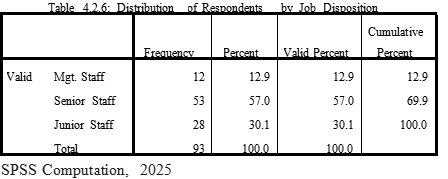 Table 4.2.6: Distribution of Respondents by Job Disposition
Frequency Percent Valid Percent Cumulative Percent
Valid Mgt. Staff 12 12.9 12.9 12.9
Senior Staff 53 57.0 57.0 69.9
Junior Staff 28 30.1 30.1 100.0
Total 93 100.0 100.0
SPSS Computation, 2025